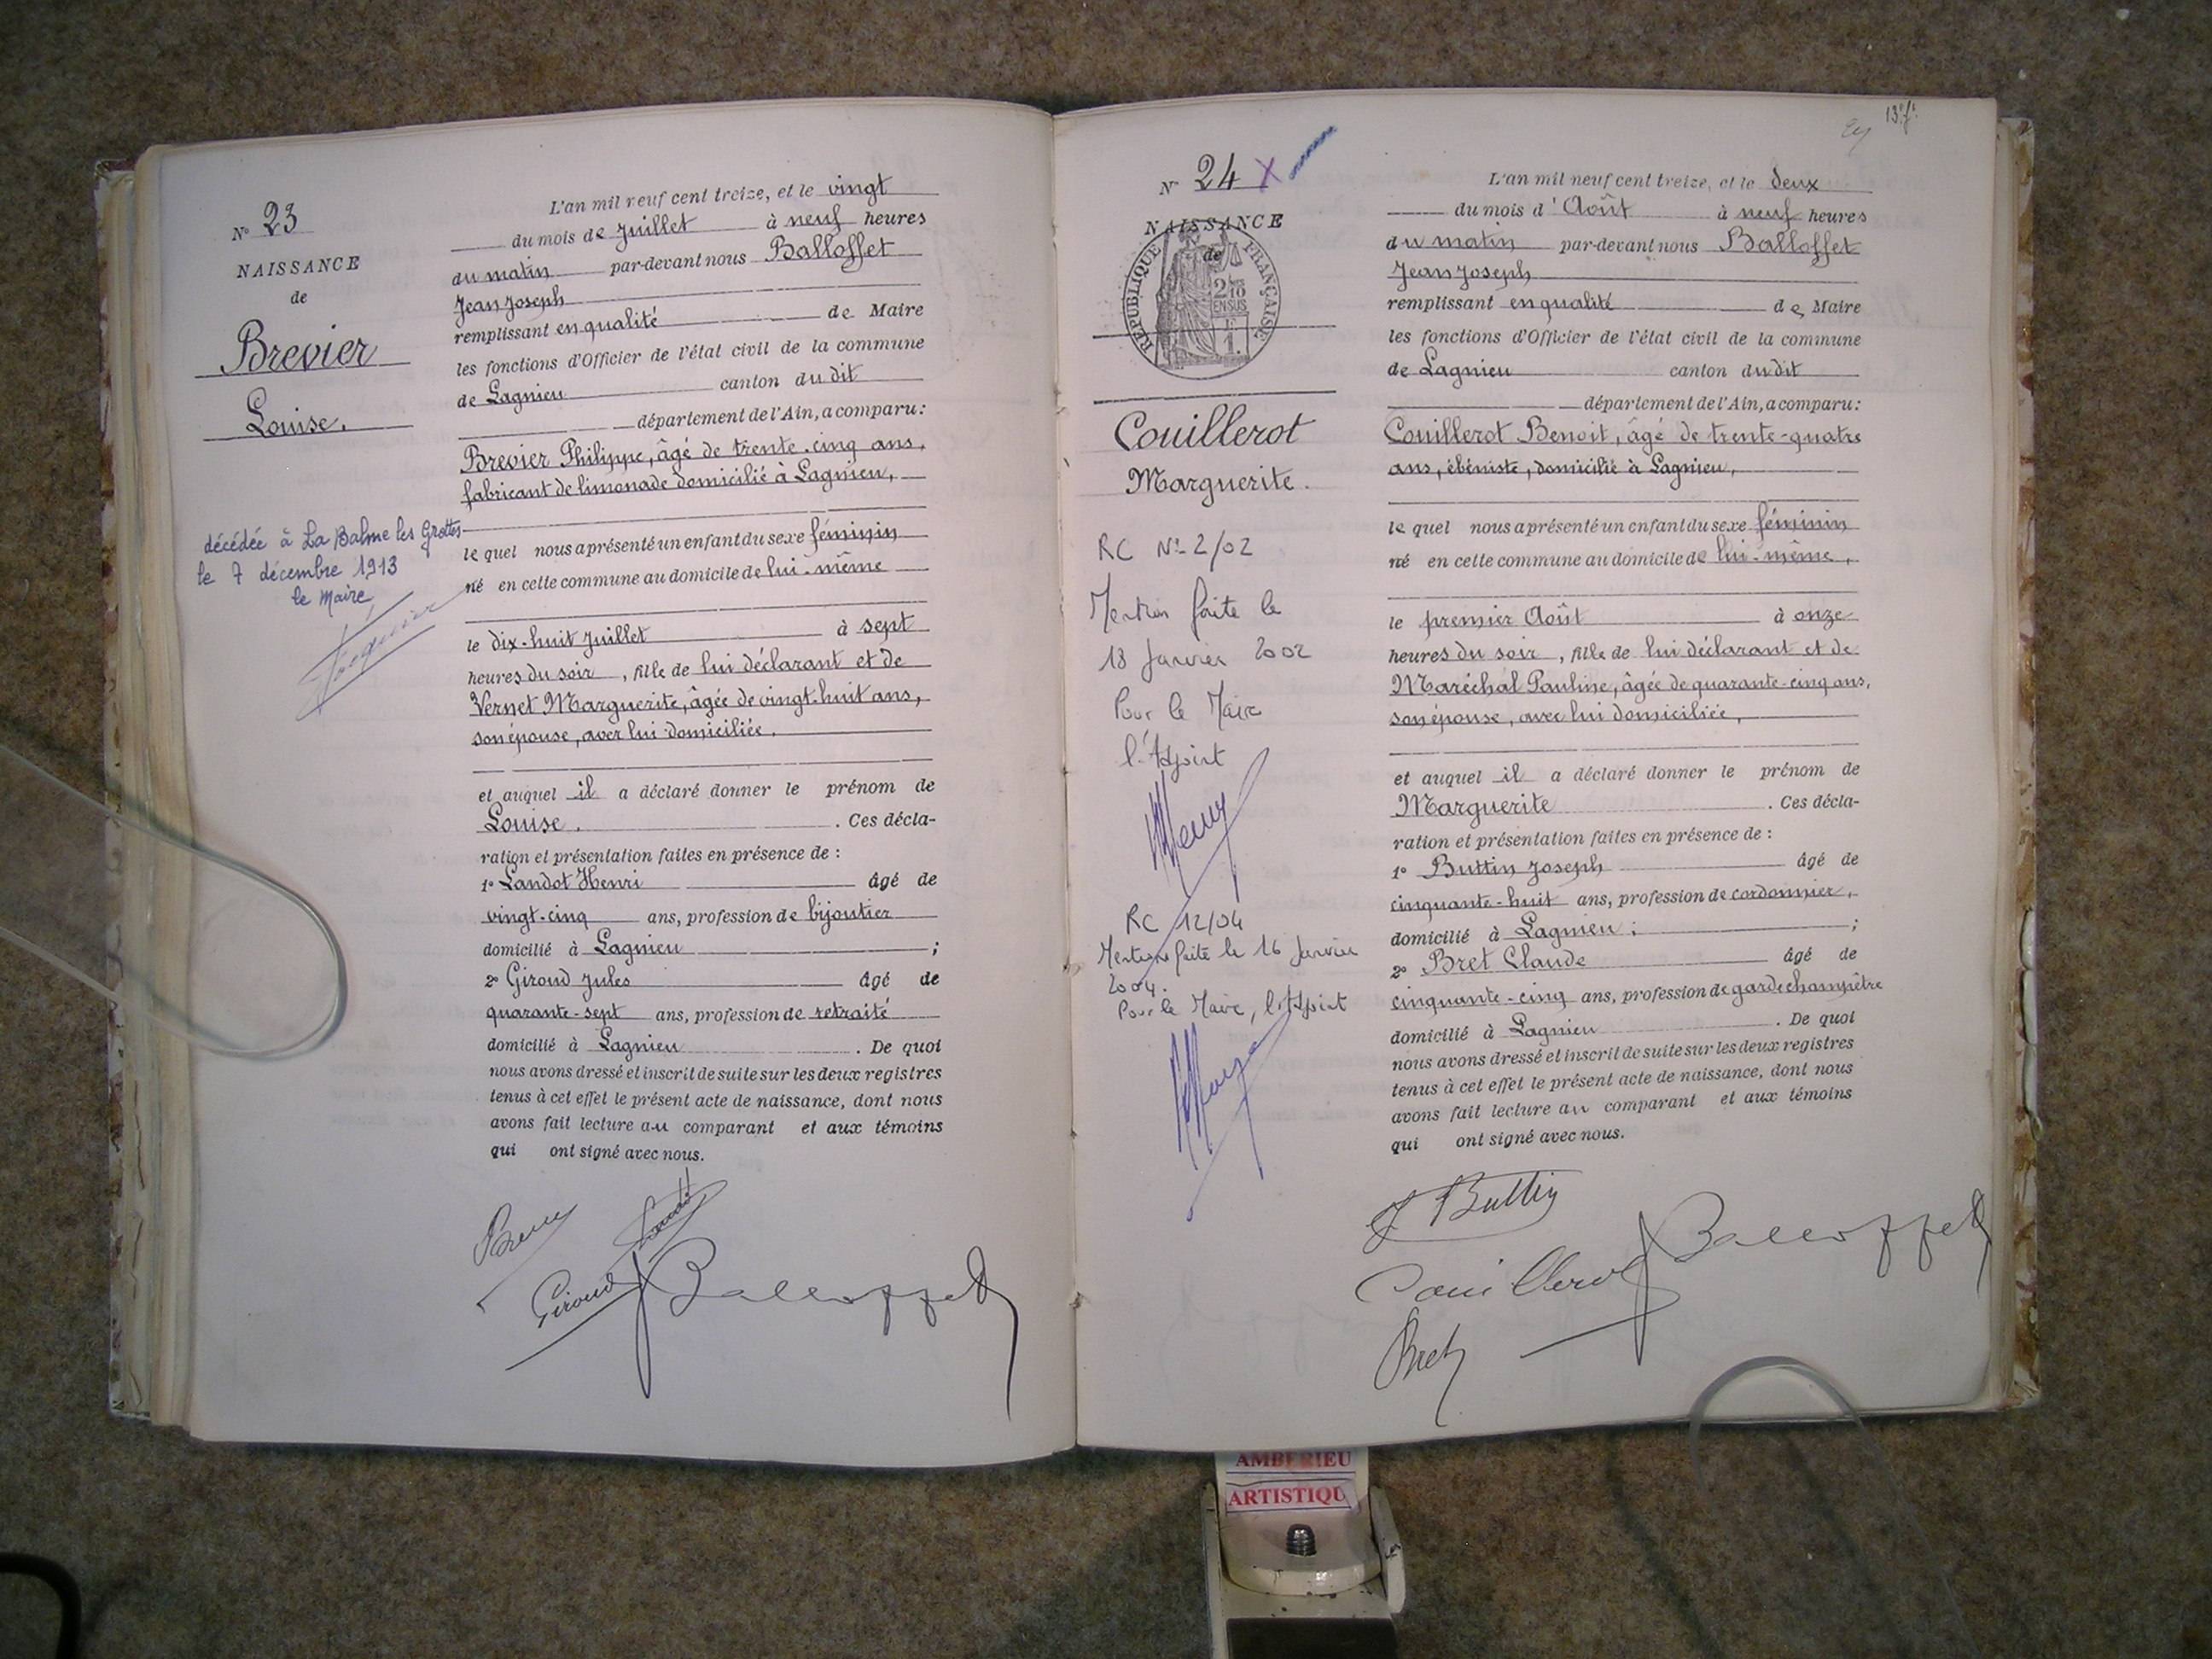 N° 23
NAISSANCE
de
Brevier
Louise.
décédée à La Balme les Grottes
le 7 décembre 1913
le Maire
L'an mil neuf cent treize, et le vingt
du mois de Juillet à neuf heures
du matin par-devant nous Balloffet
Jean Joseph
remplissant en qualité de Maire
les fonctions d'Officier de l'état civil de la commune
de Lagnieu canton dudit
département de l'Ain, a comparu :
Brevier Philippe, âgé de trente-cinq ans,
fabricant de limonade domicilié à Lagnieu,
lequel nous a présenté un enfant du sexe féminin
né en cette commune au domicile de lui-même
le dix-huit Juillet à sept
heures du soir, fille de lui déclarant et de
Vernet Marguerite, âgée de vingt-huit ans,
son épouse, avec lui domiciliée.
et auquel il a déclaré donner le prénom de
Louise. . Ces décla-
ration et présentation faites en présence de :
1° Landot Henri âgé de
vingt-cinq ans, profession de bijoutier
domicilié à Lagnieu ;
2° Giroud Jules âgé de
quarante-sept ans, profession de retraité
domicilié à Lagnieu . De quoi
nous avons dressé et inscrit de suite sur les deux registres
tenus à cet effet le présent acte de naissance, dont nous
avons fait lecture au comparant et aux témoins
qui ont signé avec nous.
Giroud Balloffet
13 f.
N° 24 X
NAISSANCE
de
REPUBLIQUE FRANÇAISE
2/10 EN SUS
1 F.
Couillerot
Marguerite.
RC N° 2/02
Mention faite le
18 Janvier 2002
Pour le Maire
l'Adjoint
RC 12/04
Mention faite le 16 Janvier
2004.
Pour le Maire, l'Adjoint
L'an mil neuf cent treize, et le deux
du mois d'Août à neuf heures
du matin par-devant nous Balloffet
Jean Joseph
remplissant en qualité de Maire
les fonctions d'Officier de l'état civil de la commune
de Lagnieu canton dudit
département de l'Ain, a comparu :
Couillerot Benoit, âgé de trente-quatre
ans, ébéniste, domicilié à Lagnieu,
lequel nous a présenté un enfant du sexe féminin
né en cette commune au domicile de lui-même,
le premier Août à onze
heures du soir, fille de lui déclarant et de
Maréchal Pauline, âgée de quarante-cinq ans,
son épouse, avec lui domiciliée,
et auquel il a déclaré donner le prénom de
Marguerite . Ces décla-
ration et présentation faites en présence de :
1° Buttin Joseph âgé de
cinquante-huit ans, profession de cordonnier,
domicilié à Lagnieu ; ;
2° Bret Claude âgé de
cinquante-cinq ans, profession de garde champêtre
domicilié à Lagnieu . De quoi
nous avons dressé et inscrit de suite sur les deux registres
tenus à cet effet le présent acte de naissance, dont nous
avons fait lecture au comparant et aux témoins
qui ont signé avec nous.
J Buttin
Couillerot Balloffet
Bret
AMBERIEU
ARTISTIQU